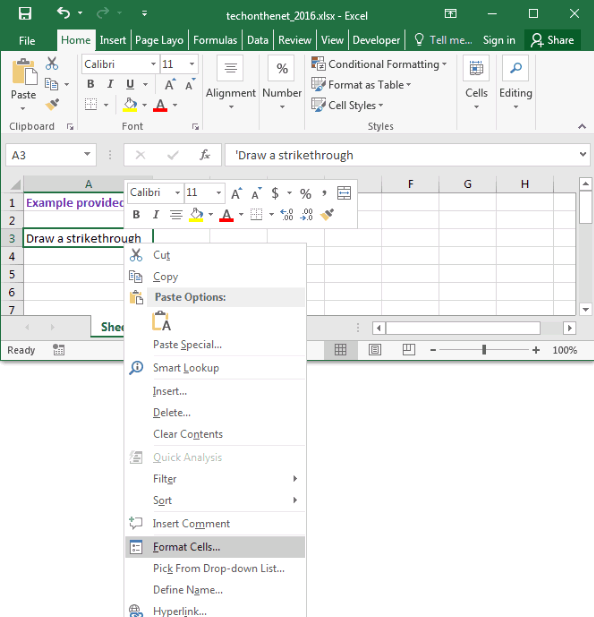 techonthenet_2016.xlsx - Excel
File Home Insert Page Layo Formulas Data Review View Developer Tell me... Sign in Share
Calibri 11
Paste
B I U A A
A
Alignment
%
Number
Conditional Formatting
Format as Table
Cell Styles
Cells
Editing
Clipboard Font Styles
A3 fx 'Draw a strikethrough
A F G H
1 Example provided
2
3 Draw a strikethrough
4
5
6
7
Calibri 11 A A $ % ,
B I A .00 .00
Cut
Copy
Paste Options:
A
Paste Special...
Smart Lookup
Insert...
Delete...
Clear Contents
Quick Analysis
Filter
Sort
Insert Comment
Format Cells...
Pick From Drop-down List...
Define Name...
Hyperlink...
Shee
Ready 100%